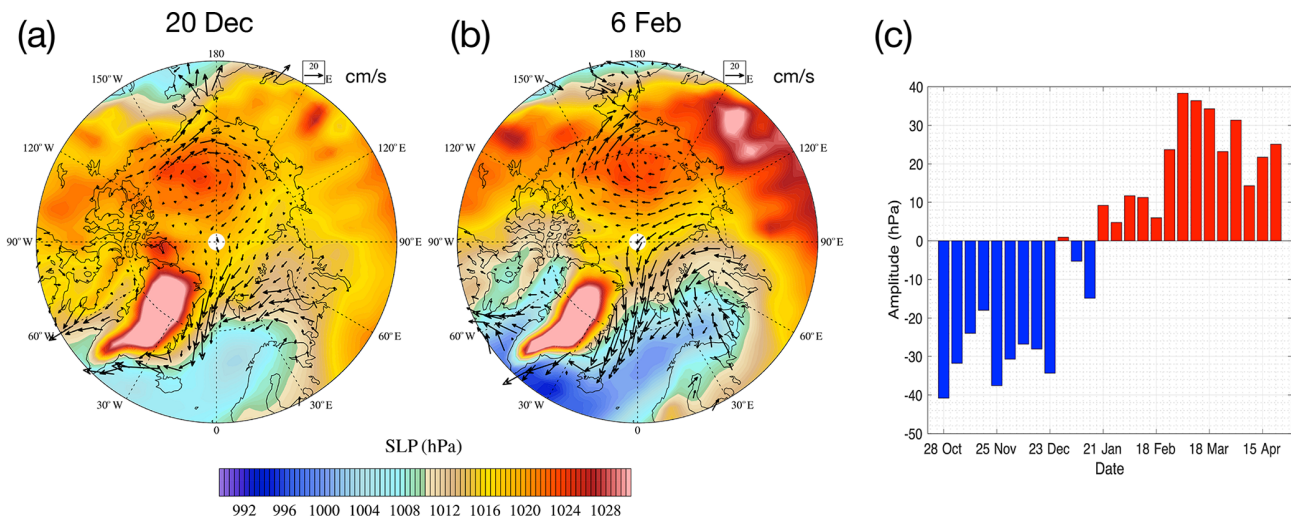 (a)
20 Dec
180
150°W
20
E
cm/s
120°W
120°E
90°W
90°E
60°W
60°E
30°W
30°E
0
(b)
6 Feb
180
150°W
20
E
cm/s
120°W
120°E
90°W
90°E
60°W
60°E
30°W
30°E
0
SLP (hPa)
992 996 1000 1004 1008 1012 1016 1020 1024 1028
(c)
Amplitude (hPa)
40
30
20
10
0
-10
-20
-30
-40
-50
28 Oct 25 Nov 23 Dec 21 Jan 18 Feb 18 Mar 15 Apr
Date